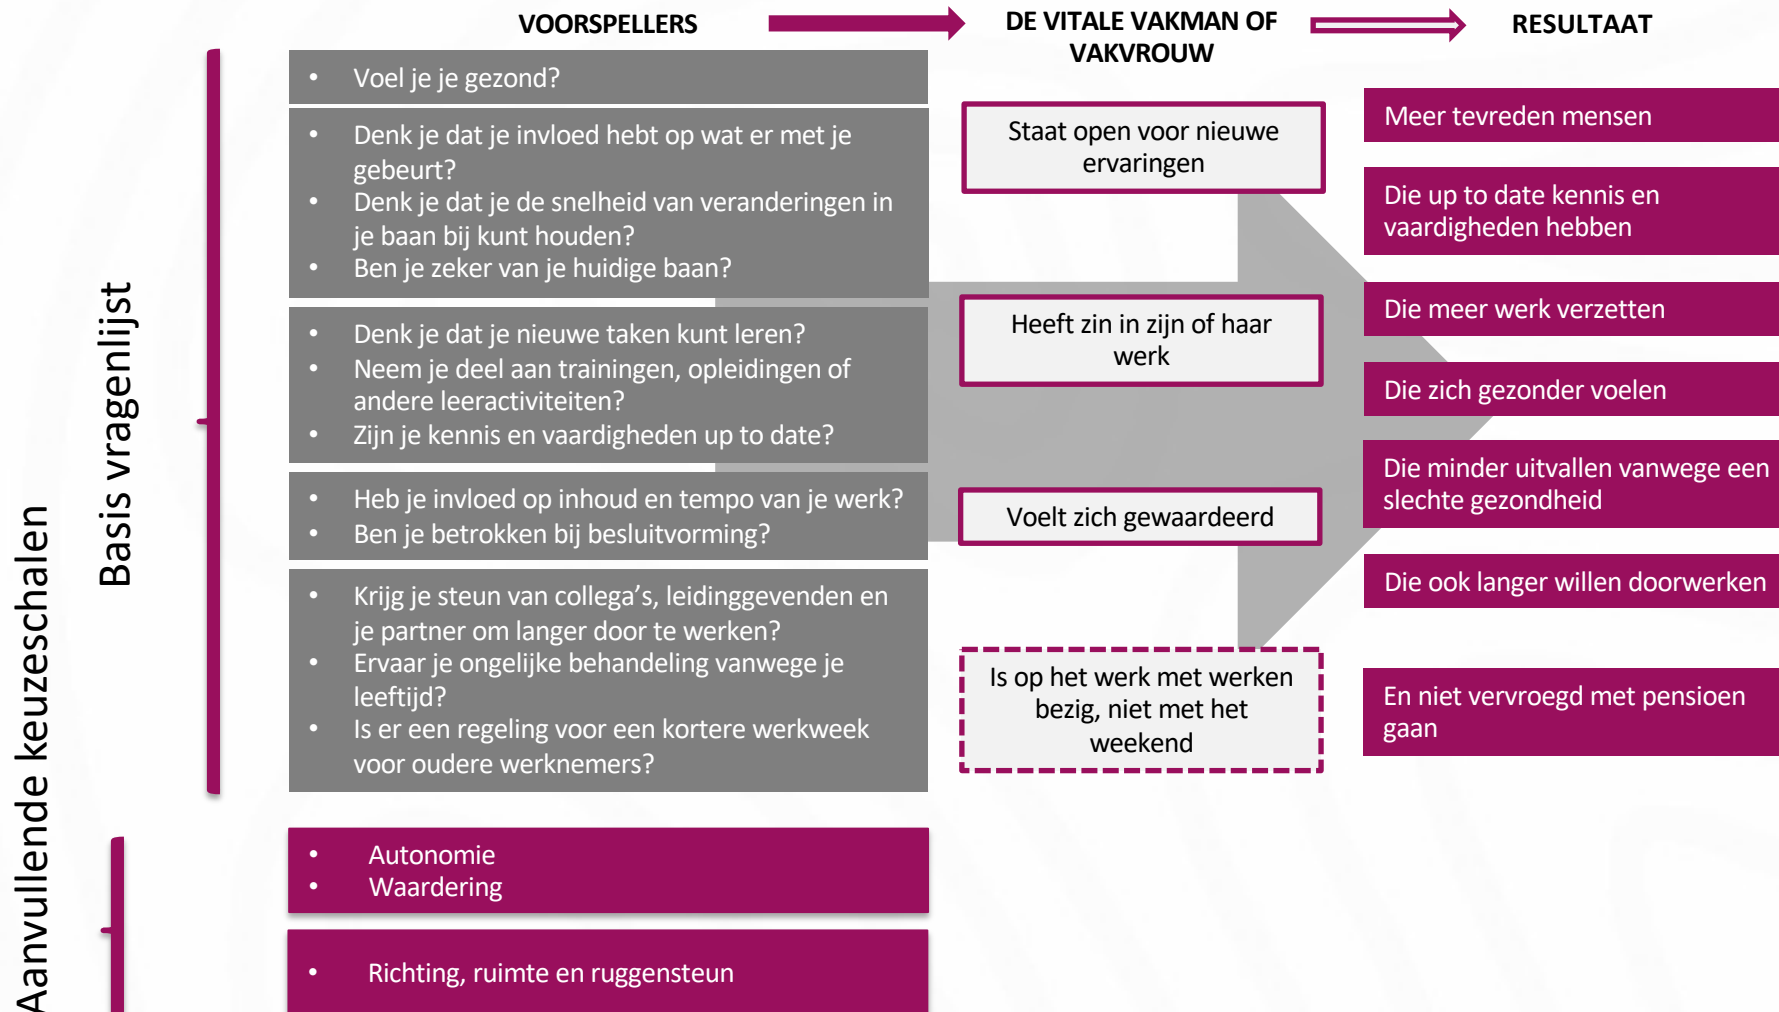 VOORSPELLERS
DE VITALE VAKMAN OF
VAKVROUW
RESULTAAT
Basis vragenlijst
• Voel je je gezond?
• Denk je dat je invloed hebt op wat er met je
gebeurt?
• Denk je dat je de snelheid van veranderingen in
je baan bij kunt houden?
• Ben je zeker van je huidige baan?
• Denk je dat je nieuwe taken kunt leren?
• Neem je deel aan trainingen, opleidingen of
andere leeractiviteiten?
• Zijn je kennis en vaardigheden up to date?
• Heb je invloed op inhoud en tempo van je werk?
• Ben je betrokken bij besluitvorming?
• Krijg je steun van collega’s, leidinggevenden en
je partner om langer door te werken?
• Ervaar je ongelijke behandeling vanwege je
leeftijd?
• Is er een regeling voor een kortere werkweek
voor oudere werknemers?
Staat open voor nieuwe
ervaringen
Heeft zin in zijn of haar
werk
Voelt zich gewaardeerd
Is op het werk met werken
bezig, niet met het
weekend
Meer tevreden mensen
Die up to date kennis en
vaardigheden hebben
Die meer werk verzetten
Die zich gezonder voelen
Die minder uitvallen vanwege een
slechte gezondheid
Die ook langer willen doorwerken
En niet vervroegd met pensioen
gaan
Aanvullende keuzeschalen
• Autonomie
• Waardering
• Richting, ruimte en ruggensteun